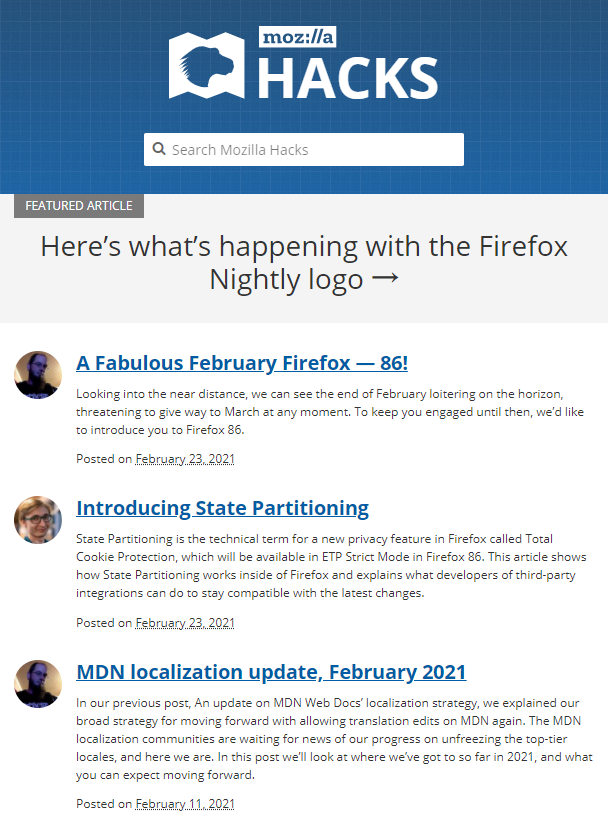 moz://a
HACKS
Search Mozilla Hacks
FEATURED ARTICLE
Here’s what’s happening with the Firefox
Nightly logo →
A Fabulous February Firefox — 86!
Looking into the near distance, we can see the end of February loitering on the horizon,
threatening to give way to March at any moment. To keep you engaged until then, we’d like
to introduce you to Firefox 86.
Posted on February 23, 2021
Introducing State Partitioning
State Partitioning is the technical term for a new privacy feature in Firefox called Total
Cookie Protection, which will be available in ETP Strict Mode in Firefox 86. This article shows
how State Partitioning works inside of Firefox and explains what developers of third-party
integrations can do to stay compatible with the latest changes.
Posted on February 23, 2021
MDN localization update, February 2021
In our previous post, An update on MDN Web Docs’ localization strategy, we explained our
broad strategy for moving forward with allowing translation edits on MDN again. The MDN
localization communities are waiting for news of our progress on unfreezing the top-tier
locales, and here we are. In this post we’ll look at where we’ve got to so far in 2021, and what
you can expect moving forward.
Posted on February 11, 2021